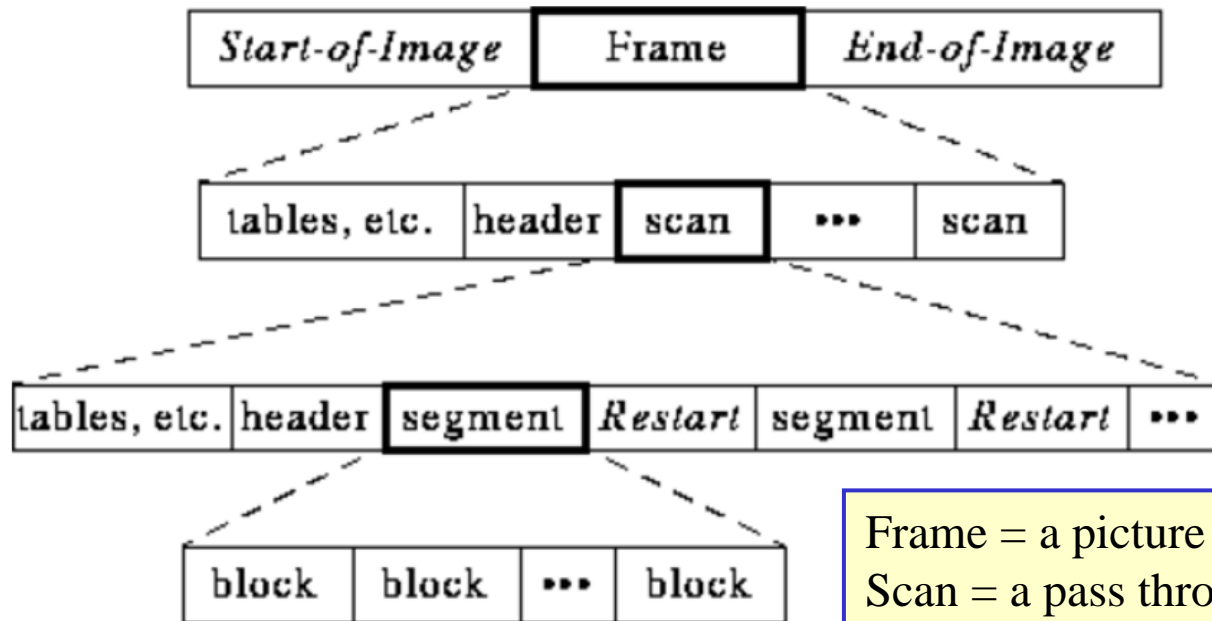 Start-of-Image Frame End-of-Image
tables, etc. header scan ••• scan
tables, etc. header segment Restart segment Restart •••
block block ••• block
Frame = a picture
Scan = a pass thro